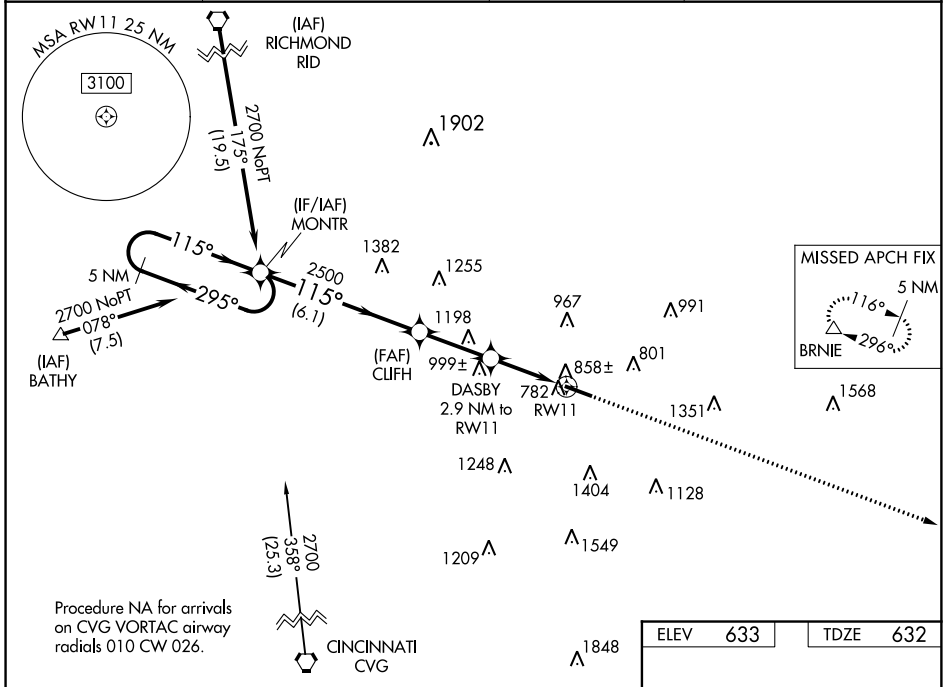 MSA RW11 25 NM
3100
(IAF)
RICHMOND
RID
2700 NoPT
175°
(19.5)
1902
(IF/IAF)
MONTR
115°
5 NM
295°
2700 NoPT
078°
(7.5)
(IAF)
BATHY
2500
115°
(6.1)
1382
1255
1198
967
991
MISSED APCH FIX
5 NM
116°
296°
BRNIE
(FAF)
CLIFH
999±
DASBY
2.9 NM to
RW11
858±
801
782
RW11
1351
1568
1248
1404
1128
1209
1549
2700
358°
(25.3)
Procedure NA for arrivals
on CVG VORTAC airway
radials 010 CW 026.
CINCINNATI
CVG
1848
ELEV 633
TDZE 632